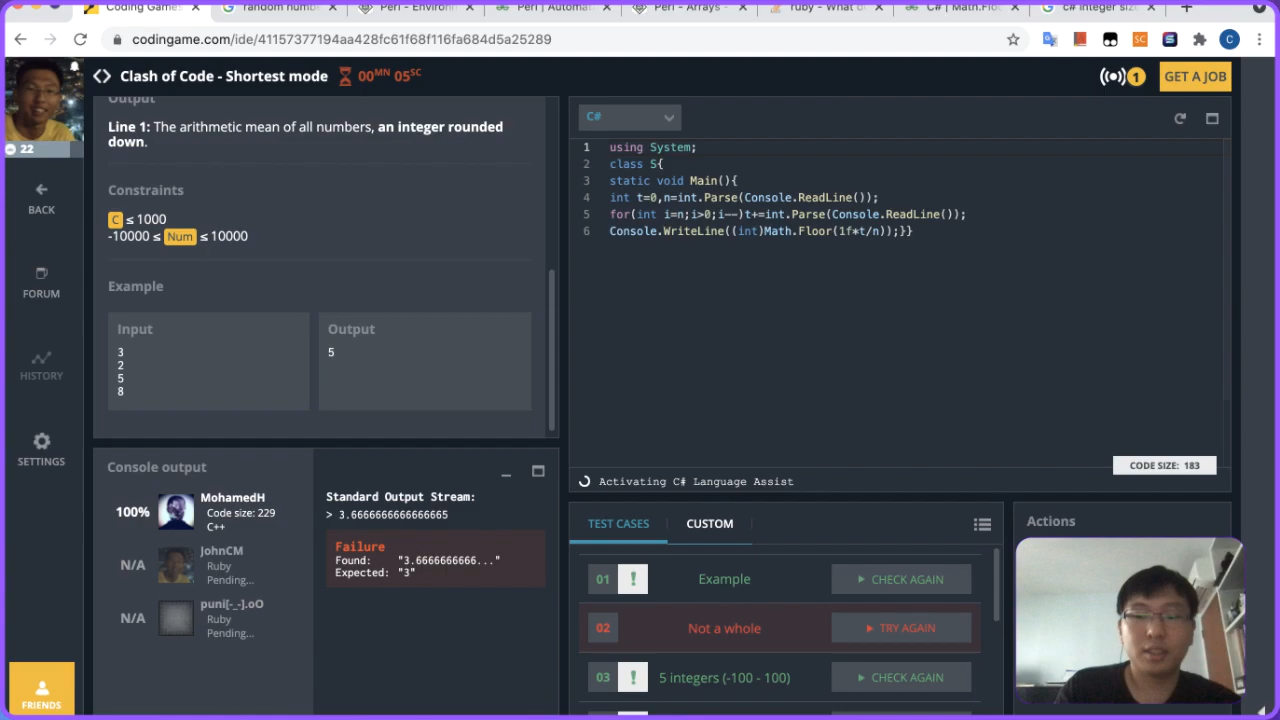 Coding Game
random numb
Perl - Environ
Perl | Automa
Perl - Arrays -
ruby - What
C# | Math.Flo
c# integer siz
codingame.com/ide/41157377194aa428fc61f68f116fa684d5a25289
SC
S
C
Clash of Code - Shortest mode
00MN 05SC
1
GET A JOB
22
BACK
FORUM
HISTORY
SETTINGS
FRIENDS
Output
Line 1: The arithmetic mean of all numbers, an integer rounded
down.
Constraints
C ≤ 1000
-10000 ≤ Num ≤ 10000
Example
Input
3
2
5
8
Output
5
C#
1 using System;
2 class S{
3 static void Main(){
4 int t=0,n=int.Parse(Console.ReadLine());
5 for(int i=n;i>0;i--)t+=int.Parse(Console.ReadLine());
6 Console.WriteLine((int)Math.Floor(1f*t/n));}}
CODE SIZE: 183
Activating C# Language Assist
Console output
100%
MohamedH
Code size: 229
C++
N/A
JohnCM
Ruby
Pending...
N/A
puni[-_-].oO
Ruby
Pending...
Standard Output Stream:
> 3.6666666666666665
Failure
Found: "3.6666666666..."
Expected: "3"
TEST CASES
CUSTOM
01 ! Example CHECK AGAIN
02 Not a whole TRY AGAIN
03 ! 5 integers (-100 - 100) CHECK AGAIN
Actions